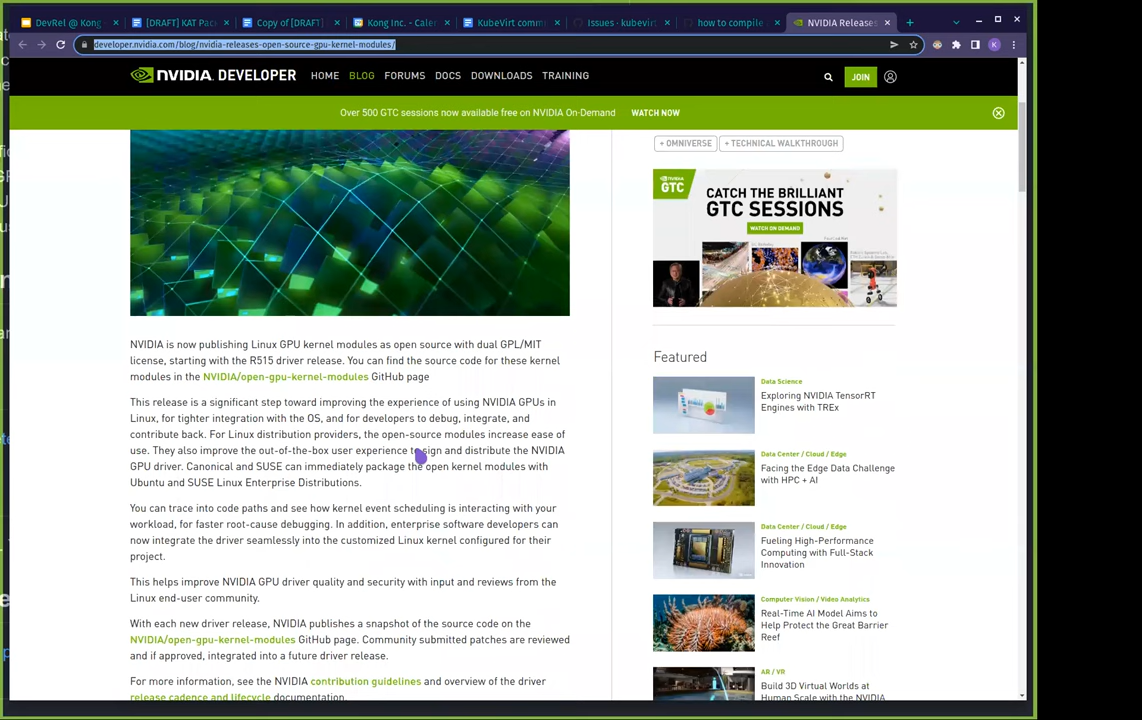 DevRel @ Kong
[DRAFT] KAT Pac
Copy of [DRAFT]
Kong Inc. - Caler
KubeVirt comm
Issues · kubevirt
how to compile
NVIDIA Releases
developer.nvidia.com/blog/nvidia-releases-open-source-gpu-kernel-modules/
K
NVIDIA. DEVELOPER
HOME
BLOG
FORUMS
DOCS
DOWNLOADS
TRAINING
JOIN
Over 500 GTC sessions now available free on NVIDIA On-Demand
WATCH NOW
NVIDIA is now publishing Linux GPU kernel modules as open source with dual GPL/MIT
license, starting with the R515 driver release. You can find the source code for these kernel
modules in the NVIDIA/open-gpu-kernel-modules GitHub page
This release is a significant step toward improving the experience of using NVIDIA GPUs in
Linux, for tighter integration with the OS, and for developers to debug, integrate, and
contribute back. For Linux distribution providers, the open-source modules increase ease of
use. They also improve the out-of-the-box user experience to sign and distribute the NVIDIA
GPU driver. Canonical and SUSE can immediately package the open kernel modules with
Ubuntu and SUSE Linux Enterprise Distributions.
You can trace into code paths and see how kernel event scheduling is interacting with your
workload, for faster root-cause debugging. In addition, enterprise software developers can
now integrate the driver seamlessly into the customized Linux kernel configured for their
project.
This helps improve NVIDIA GPU driver quality and security with input and reviews from the
Linux end-user community.
With each new driver release, NVIDIA publishes a snapshot of the source code on the
NVIDIA/open-gpu-kernel-modules GitHub page. Community submitted patches are reviewed
and if approved, integrated into a future driver release.
For more information, see the NVIDIA contribution guidelines and overview of the driver
release cadence and lifecycle documentation.
+ OMNIVERSE
+ TECHNICAL WALKTHROUGH
NVIDIA
GTC
CATCH THE BRILLIANT
GTC SESSIONS
WATCH ON DEMAND
Featured
Data Science
Exploring NVIDIA TensorRT
Engines with TREx
Data Center / Cloud / Edge
Facing the Edge Data Challenge
with HPC + AI
Data Center / Cloud / Edge
Fueling High-Performance
Computing with Full-Stack
Innovation
Computer Vision / Video Analytics
Real-Time AI Model Aims to
Help Protect the Great Barrier
Reef
AR / VR
Build 3D Virtual Worlds at
Human Scale with the NVIDIA